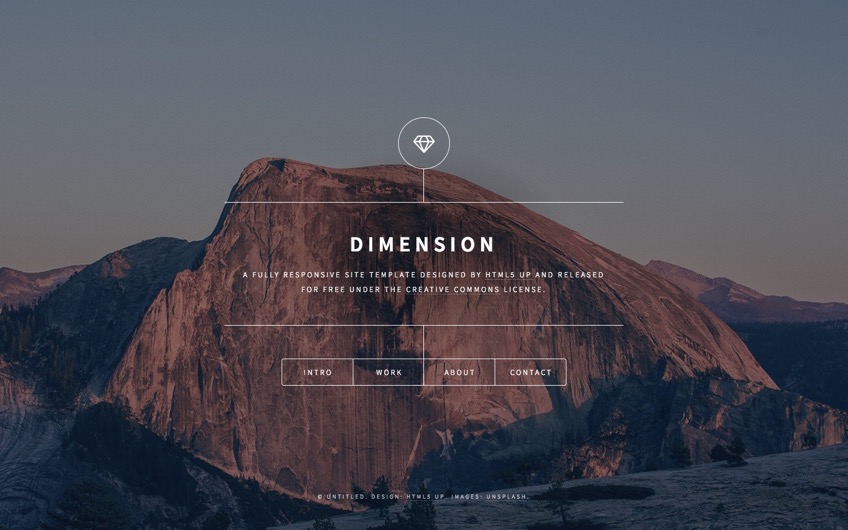 DIMENSION
A FULLY RESPONSIVE SITE TEMPLATE DESIGNED BY HTML5 UP AND RELEASED
FOR FREE UNDER THE CREATIVE COMMONS LICENSE.
INTRO WORK ABOUT CONTACT
© UNTITLED. DESIGN: HTML5 UP. IMAGES: UNSPLASH.